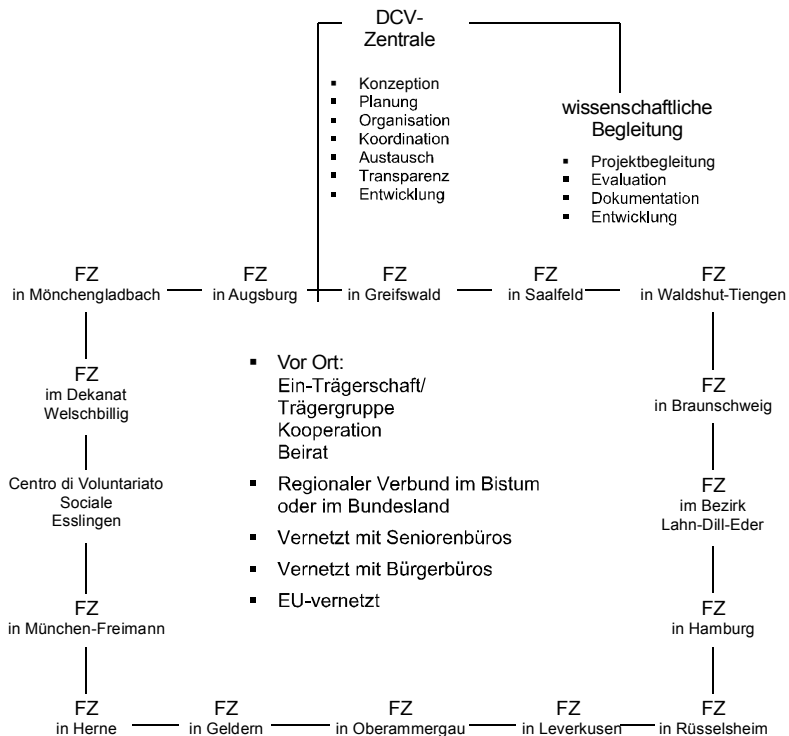 DCV-
Zentrale
▪ Konzeption
▪ Planung
▪ Organisation
▪ Koordination
▪ Austausch
▪ Transparenz
▪ Entwicklung
wissenschaftliche
Begleitung
▪ Projektbegleitung
▪ Evaluation
▪ Dokumentation
▪ Entwicklung
FZ
in Mönchengladbach
FZ
in Augsburg
FZ
in Greifswald
FZ
in Saalfeld
FZ
in Waldshut-Tiengen
FZ
im Dekanat
Welschbillig
Centro di Voluntariato
Sociale
Esslingen
FZ
in München-Freimann
▪ Vor Ort:
Ein-Trägerschaft/
Trägergruppe
Kooperation
Beirat
▪ Regionaler Verbund im Bistum
oder im Bundesland
▪ Vernetzt mit Seniorenbüros
▪ Vernetzt mit Bürgerbüros
▪ EU-vernetzt
FZ
in Braunschweig
FZ
im Bezirk
Lahn-Dill-Eder
FZ
in Hamburg
FZ
in Herne
FZ
in Geldern
FZ
in Oberammergau
FZ
in Leverkusen
FZ
in Rüsselsheim